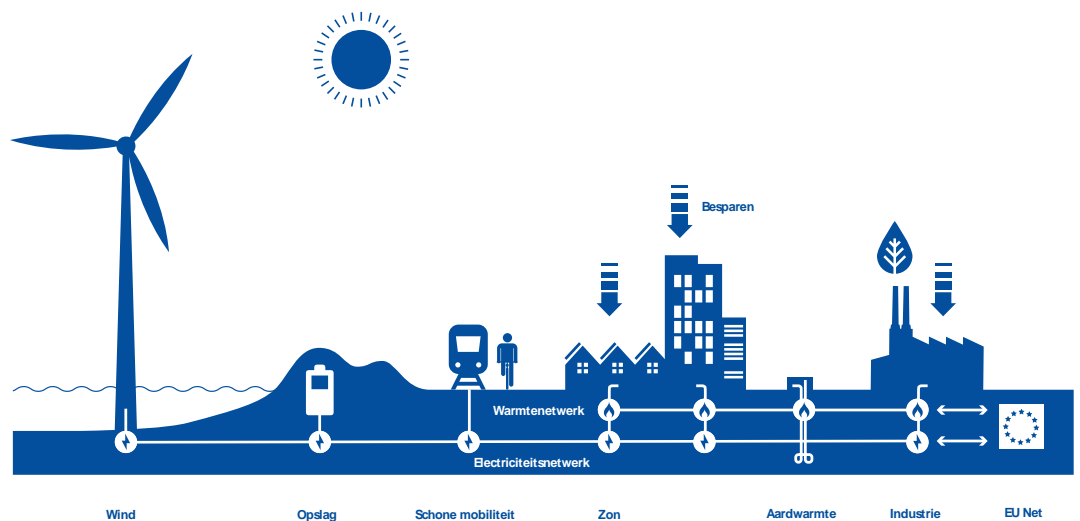 Besparen
Warmtenetwerk
Electriciteitsnetwerk
Wind
Opslag
Schone mobiliteit
Zon
Aardwarmte
Industrie
EU Net